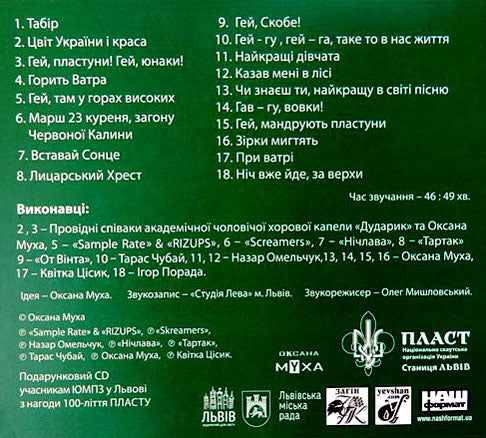 1. Табір
2. Цвіт України і краса
3. Гей, пластуни! Гей, юнаки!
4. Горить Ватра
5. Гей, там у горах високих
6. Марш 23 куреня, загону
Червоної Калини
7. Вставай Сонце
8. Лицарський Хрест
9. Гей, Скобе!
10. Гей - гу , гей – га, таке то в нас життя
11. Найкращі дівчата
12. Казав мені в лісі
13. Чи знаєш ти, найкращу в світі пісню
14. Гав – гу, вовки!
15. Гей, мандрують пластуни
16. Зірки мигтять
17. При ватрі
18. Ніч вже йде, за верхи
Час звучання – 46 : 49 хв.
Виконавці:
2 , 3 – Провідні співаки академічної чоловічої хорової капели «Дударик» та Оксана
Муха, 5 – «Sample Rate» & «RIZUPS», 6 – «Screamers», 7 – «Нічлава», 8 – «Тартак»
9 – «От Вінта», 10 – Тарас Чубай, 11, 12 – Назар Омельчук,13, 14, 15, 16 – Оксана Муха,
17 – Квітка Цісик, 18 – Ігор Порада.
Ідея – Оксана Муха. Звукозапис – «Студія Лева» м. Львів. Звукорежисер – Олег Мишловський.
© Оксана Муха
℗ «Sample Rate» & «RIZUPS», ℗ «Skreamers»,
℗ Назар Омельчук, ℗ «Нічлава», ℗ «Тартак»,
℗ Тарас Чубай, ℗ Оксана Муха, ℗ Квітка Цісик.
Подарунковий CD
учасникам ЮМПЗ у Львові
з нагоди 100-ліття ПЛАСТУ
ОКСАНА
МУХА
ПЛАСТ
Національна скаутська
організація України
Станиця ЛЬВІВ
ЛЬВІВ
Львівська
міська
рада
ЗАГІН
ЧК
yevshan.com
НАШ
ФОРМАТ
www.nashformat.ua